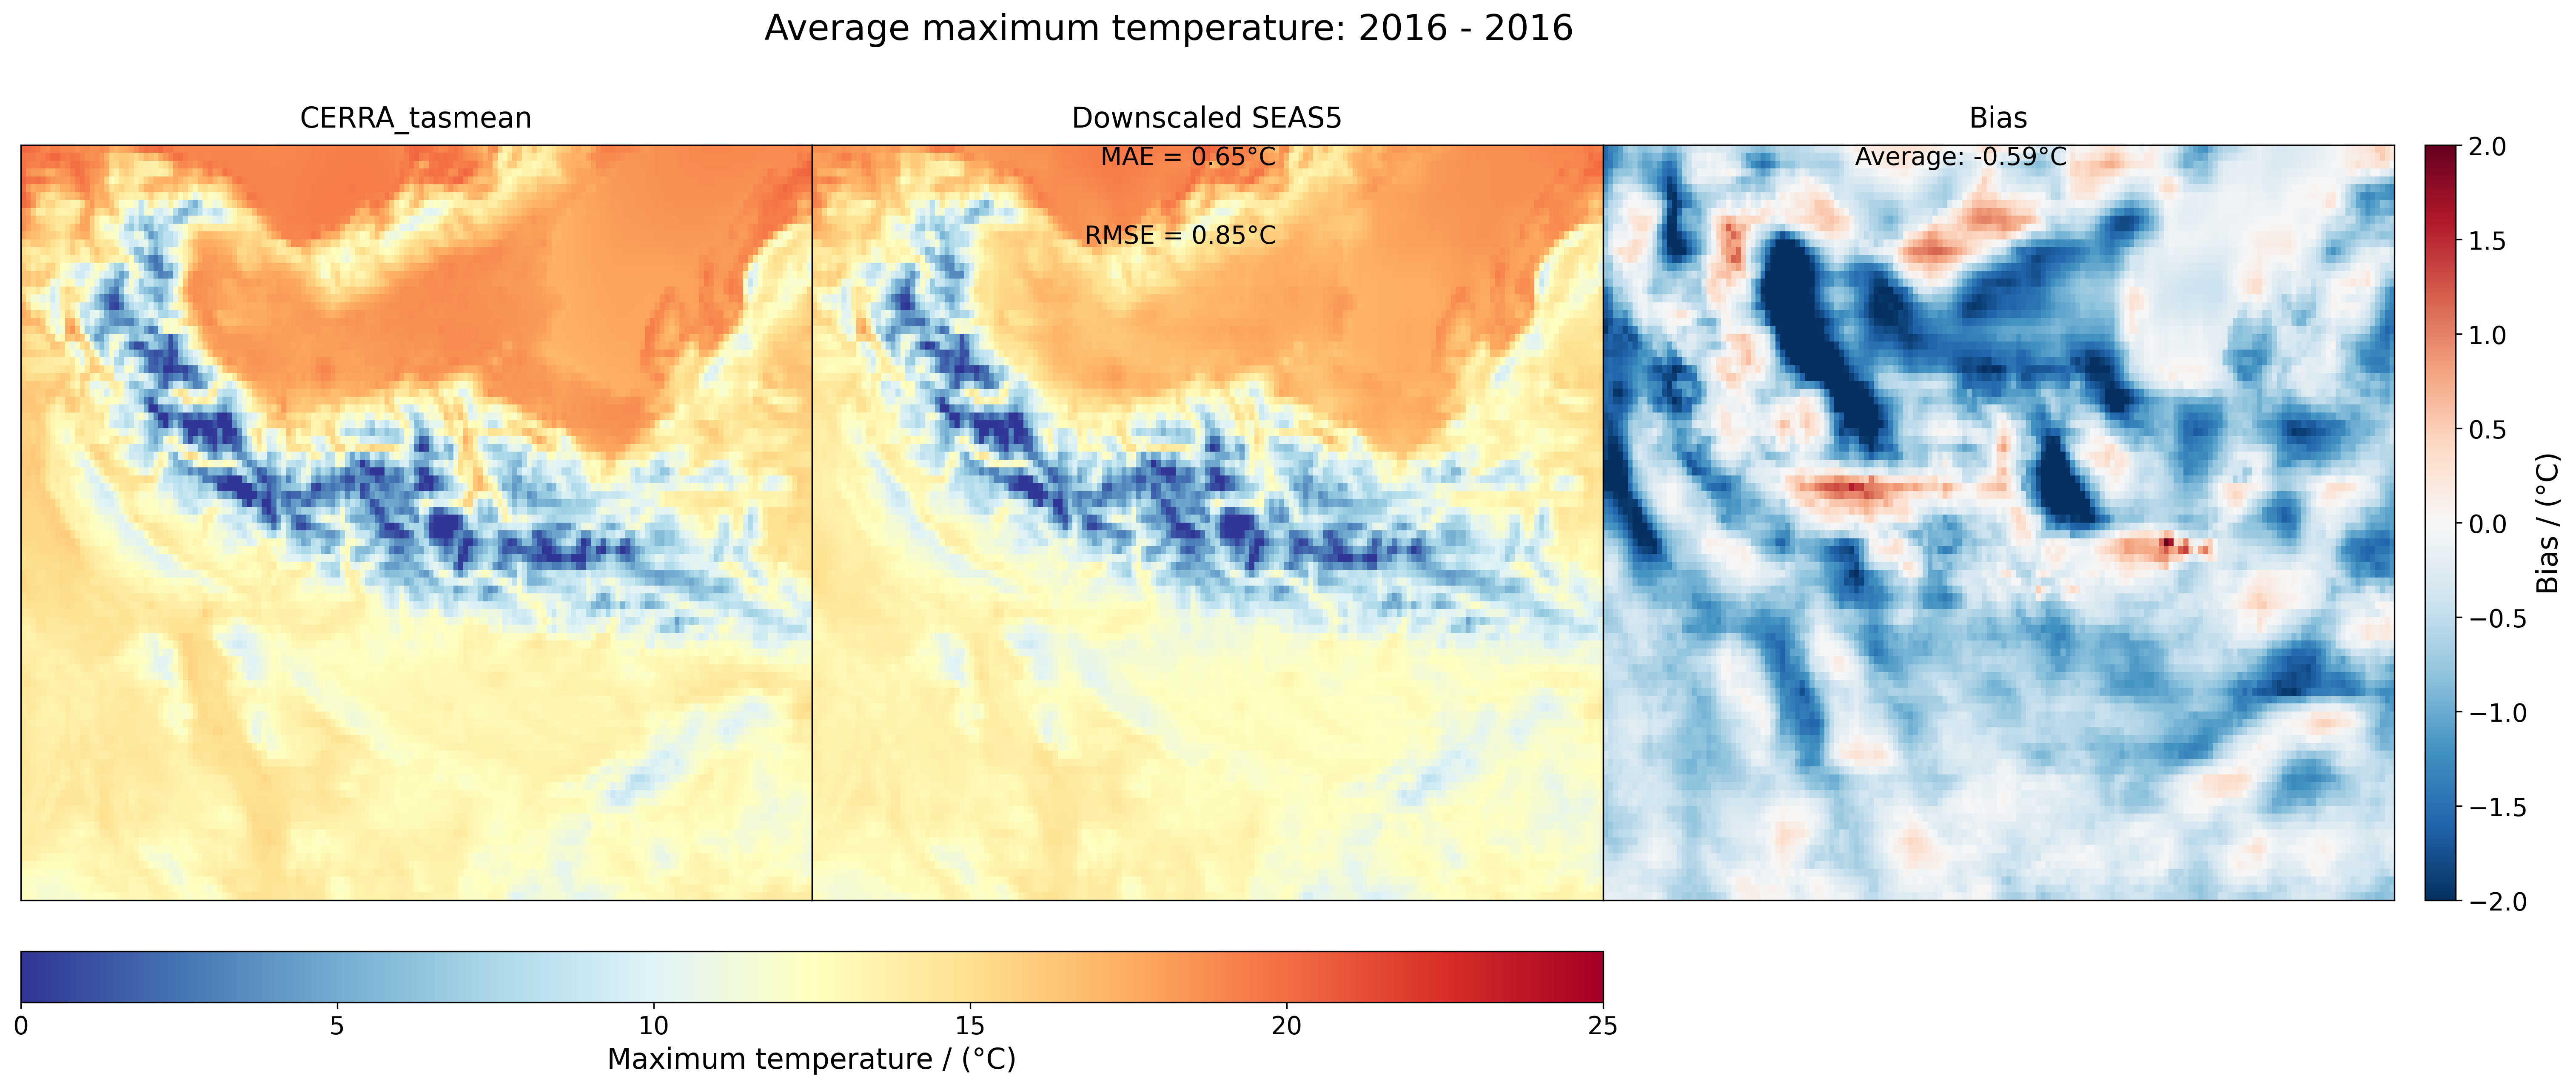 Average maximum temperature: 2016 - 2016
CERRA_tasmean
Downscaled SEAS5
Bias
MAE = 0.65°C
RMSE = 0.85°C
Average: -0.59°C
2.0
1.5
1.0
0.5
0.0
−0.5
−1.0
−1.5
−2.0
Bias / (°C)
0
5
10
15
20
25
Maximum temperature / (°C)